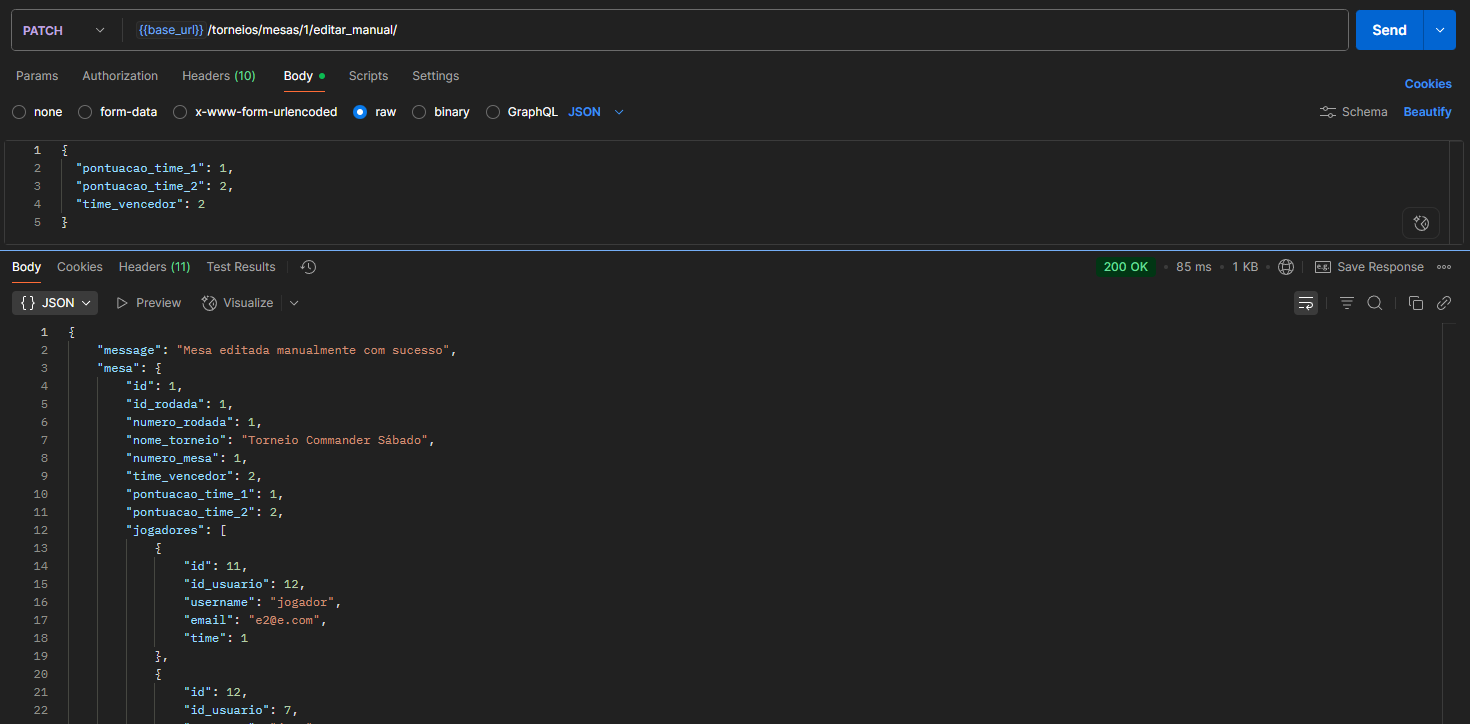 PATCH {{base_url}} /torneios/mesas/1/editar_manual/ Send
Params Authorization Headers (10) Body Scripts Settings Cookies
none form-data x-www-form-urlencoded raw binary GraphQL JSON Schema Beautify
1 {
2 "pontuacao_time_1": 1,
3 "pontuacao_time_2": 2,
4 "time_vencedor": 2
5 }
Body Cookies Headers (11) Test Results 200 OK • 85 ms • 1 KB • e.g. Save Response
{} JSON Preview Visualize
1 {
2 "message": "Mesa editada manualmente com sucesso",
3 "mesa": {
4 "id": 1,
5 "id_rodada": 1,
6 "numero_rodada": 1,
7 "nome_torneio": "Torneio Commander Sábado",
8 "numero_mesa": 1,
9 "time_vencedor": 2,
10 "pontuacao_time_1": 1,
11 "pontuacao_time_2": 2,
12 "jogadores": [
13 {
14 "id": 11,
15 "id_usuario": 12,
16 "username": "jogador",
17 "email": "e2@e.com",
18 "time": 1
19 },
20 {
21 "id": 12,
22 "id_usuario": 7,